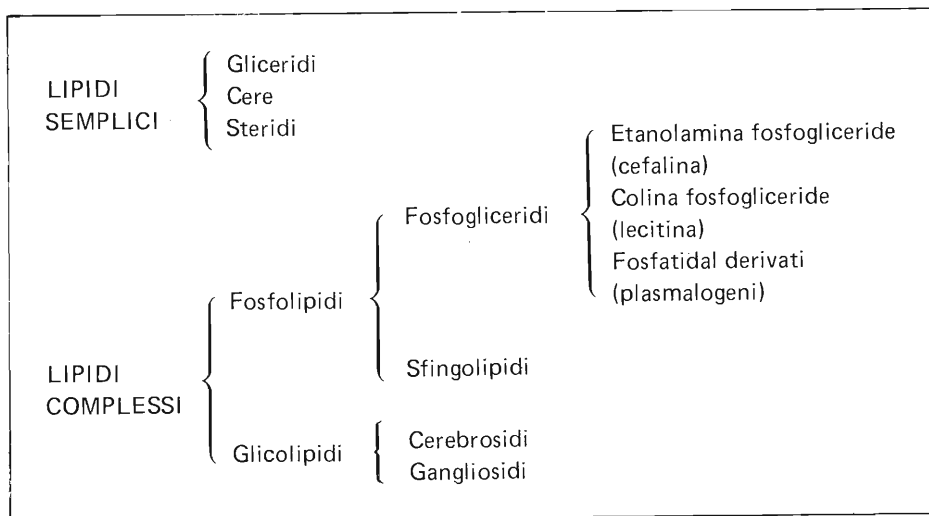 LIPIDI
SEMPLICI
Gliceridi
Cere
Steridi
LIPIDI
COMPLESSI
Fosfolipidi
Fosfogliceridi
Etanolamina fosfogliceride
(cefalina)
Colina fosfogliceride
(lecitina)
Fosfatidal derivati
(plasmalogeni)
Sfingolipidi
Glicolipidi
Cerebrosidi
Gangliosidi